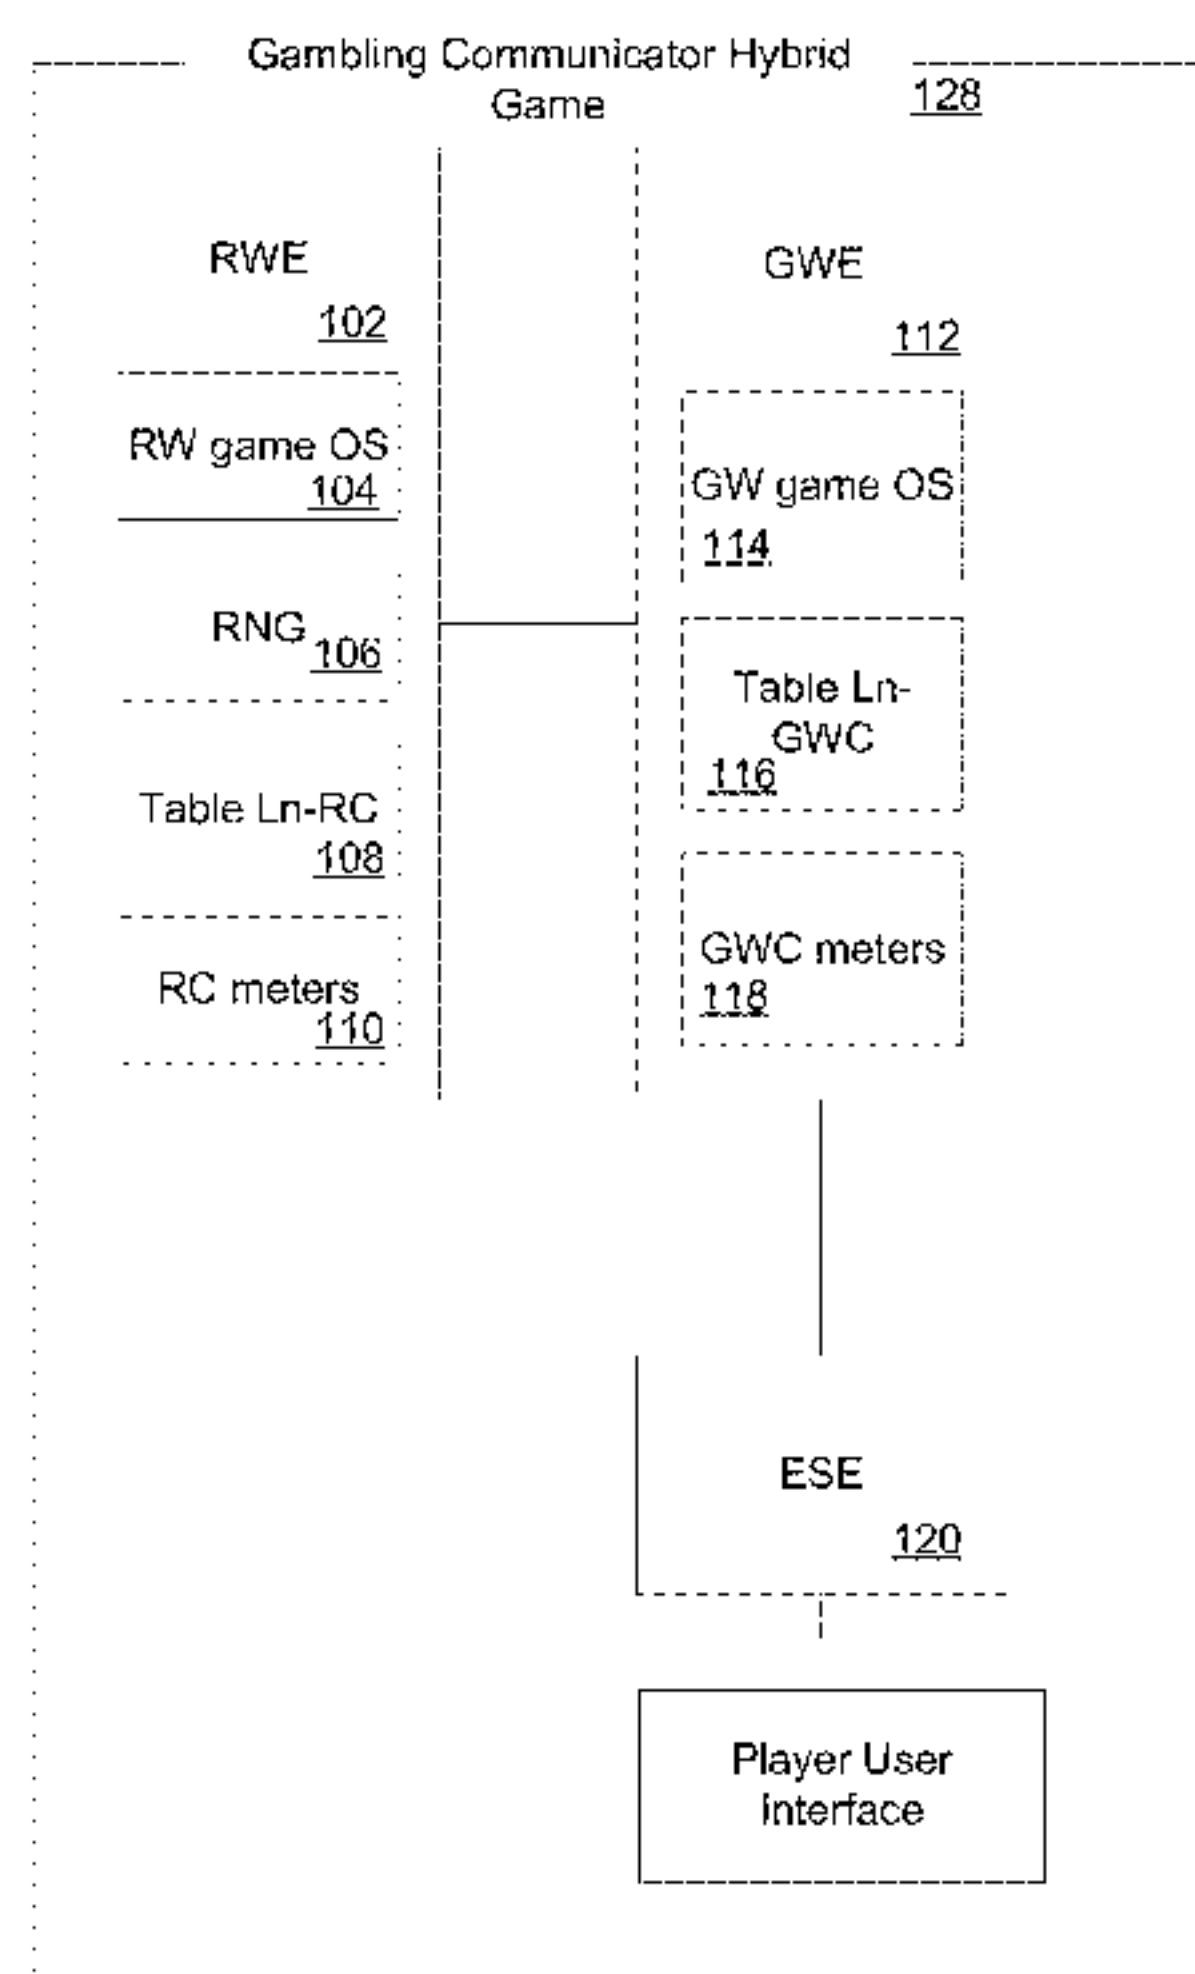 Gambling Communicator Hybrid
Game
128
RWE
102
RW game OS
104
RNG
106
Table Ln-RC
108
RC meters
110
GWE
112
GW game OS
114
Table Ln-
GWC
116
GWC meters
118
ESE
120
Player User
Interface